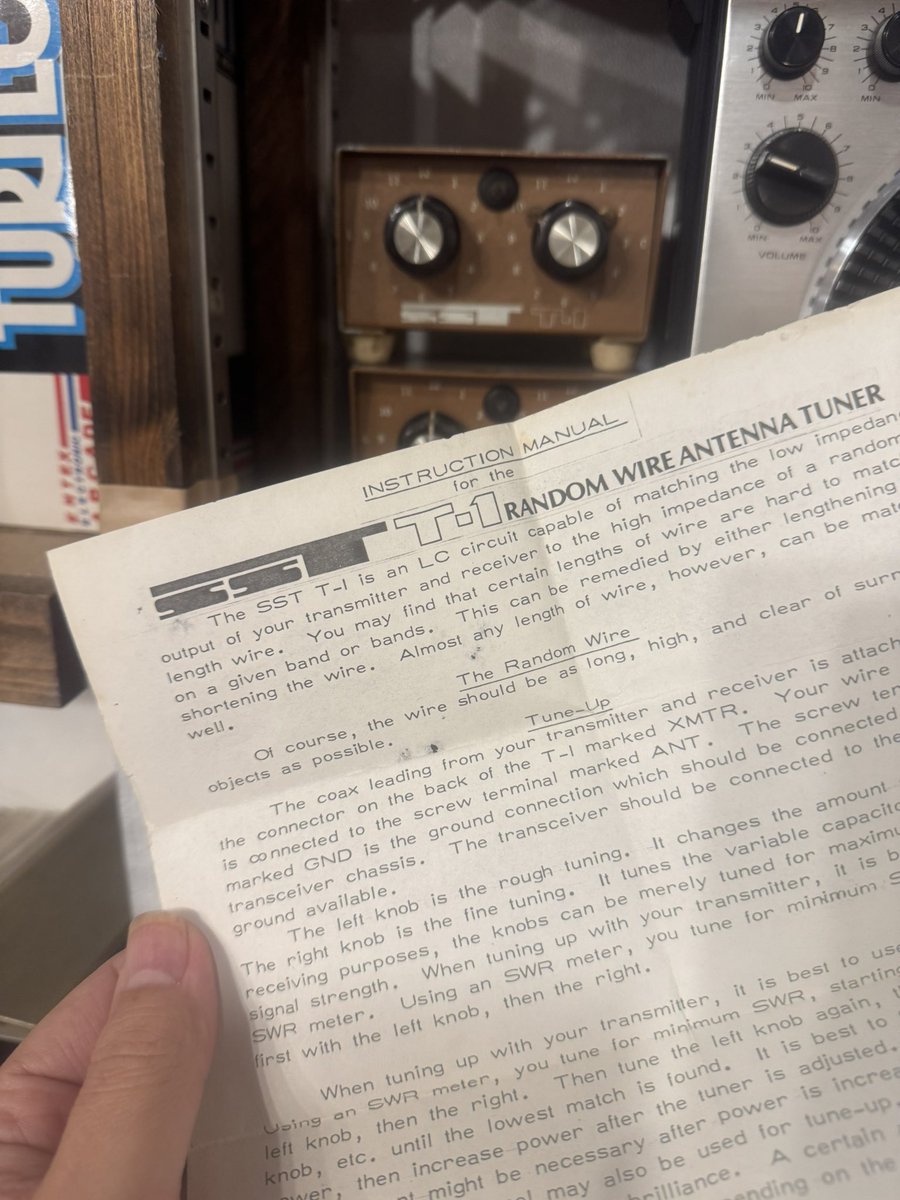 MIN MAX
MIN
MIN MAX
VOLUME
SST T-1
INSTRUCTION MANUAL
for the
SST T-1 RANDOM WIRE ANTENNA TUNER
The SST T-1 is an LC circuit capable of matching the low
output of your transmitter and receiver to the high impedance of a random
length wire. You may find that certain lengths of wire are hard to
on a given band or bands. This can be remedied by either lengthening
shortening the wire. Almost any length of wire, however, can be
well.
The Random Wire
Of course, the wire should be as long, high, and clear of
objects as possible.
Tune-Up
The coax leading from your transmitter and receiver is
the connector on the back of the T-1 marked XMTR. Your wire
is connected to the screw terminal marked ANT. The screw
marked GND is the ground connection which should be connected
transceiver chassis. The transceiver should be connected to the
ground available.
The left knob is the rough tuning. It changes the amount
The right knob is the fine tuning. It tunes the variable
receiving purposes, the knobs can be merely tuned for
signal strength. When tuning up with your transmitter, it is
SWR meter. Using an SWR meter, you tune for minimum
first with the left knob, then the right.
When tuning up with your transmitter, it is best to
Using an SWR meter, you tune for minimum SWR,
left knob, then the right. Then tune the left knob again,
knob, etc. until the lowest match is found. It is best to
then increase power after the tuner is adjusted.
might be necessary after power is
may also be used for tune-up.
brilliance. A certain
on the